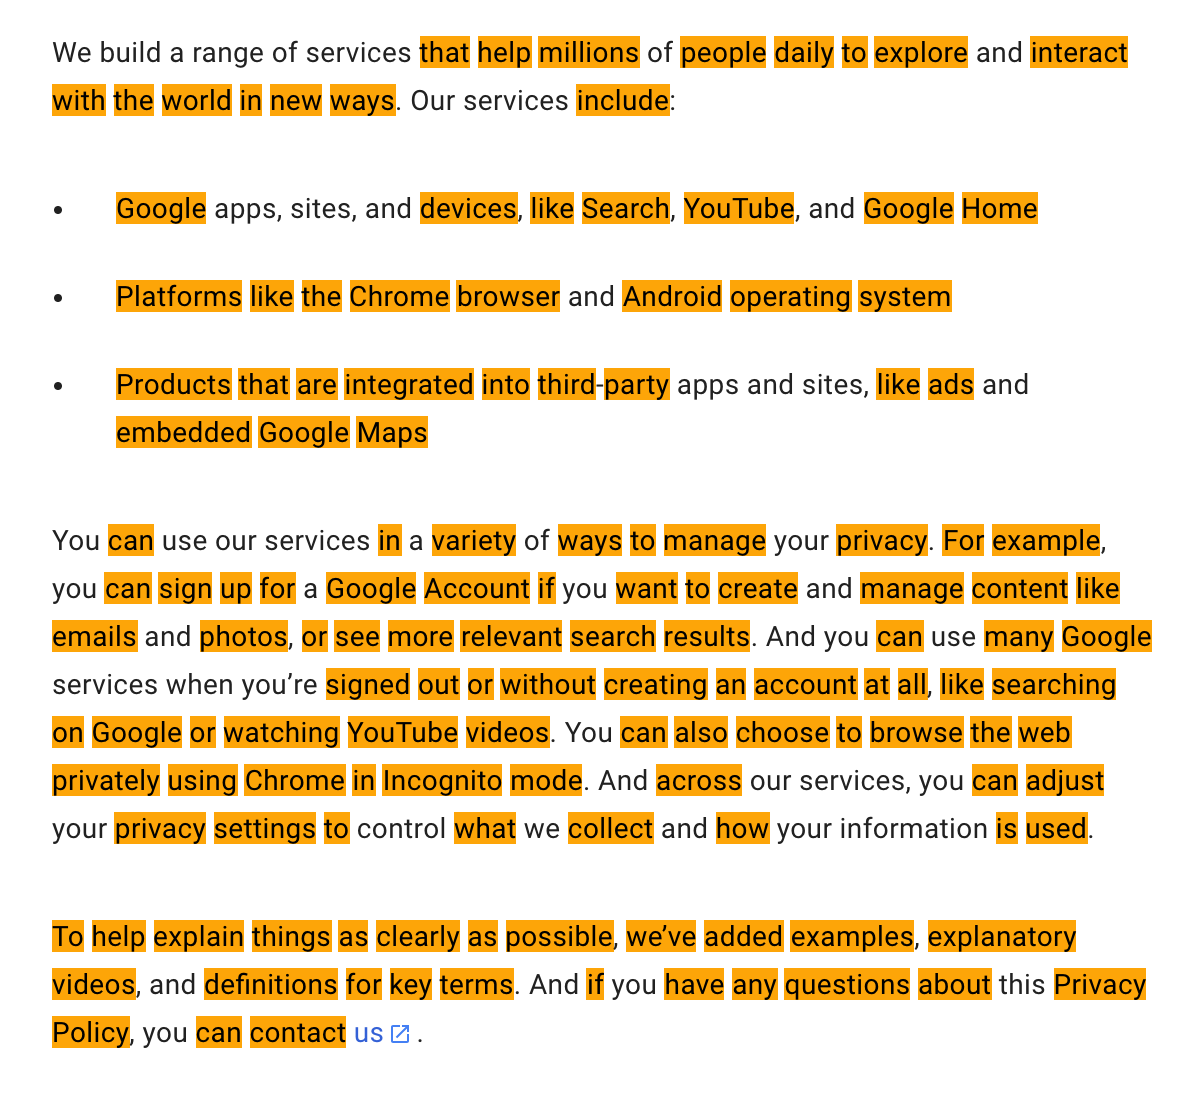 We build a range of services that help millions of people daily to explore and interact
with the world in new ways. Our services include:
• Google apps, sites, and devices, like Search, YouTube, and Google Home
• Platforms like the Chrome browser and Android operating system
• Products that are integrated into third-party apps and sites, like ads and
embedded Google Maps
You can use our services in a variety of ways to manage your privacy. For example,
you can sign up for a Google Account if you want to create and manage content like
emails and photos, or see more relevant search results. And you can use many Google
services when you’re signed out or without creating an account at all, like searching
on Google or watching YouTube videos. You can also choose to browse the web
privately using Chrome in Incognito mode. And across our services, you can adjust
your privacy settings to control what we collect and how your information is used.
To help explain things as clearly as possible, we’ve added examples, explanatory
videos, and definitions for key terms. And if you have any questions about this Privacy
Policy, you can contact us .